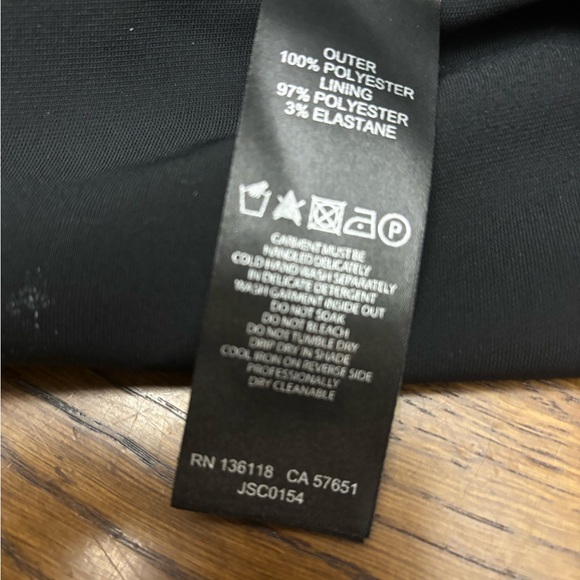 OUTER
100% POLYESTER
LINING
97% POLYESTER
3% ELASTANE
P
GARMENT MUST BE
HANDLED DELICATELY
COLD HAND WASH SEPARATELY
IN DELICATE DETERGENT
WASH GARMENT INSIDE OUT
DO NOT SOAK
DO NOT BLEACH
DO NOT TUMBLE DRY
DRIP DRY IN SHADE
COOL IRON ON REVERSE SIDE
PROFESSIONALLY
DRY CLEANABLE
RN 136118 CA 57651
JSC0154